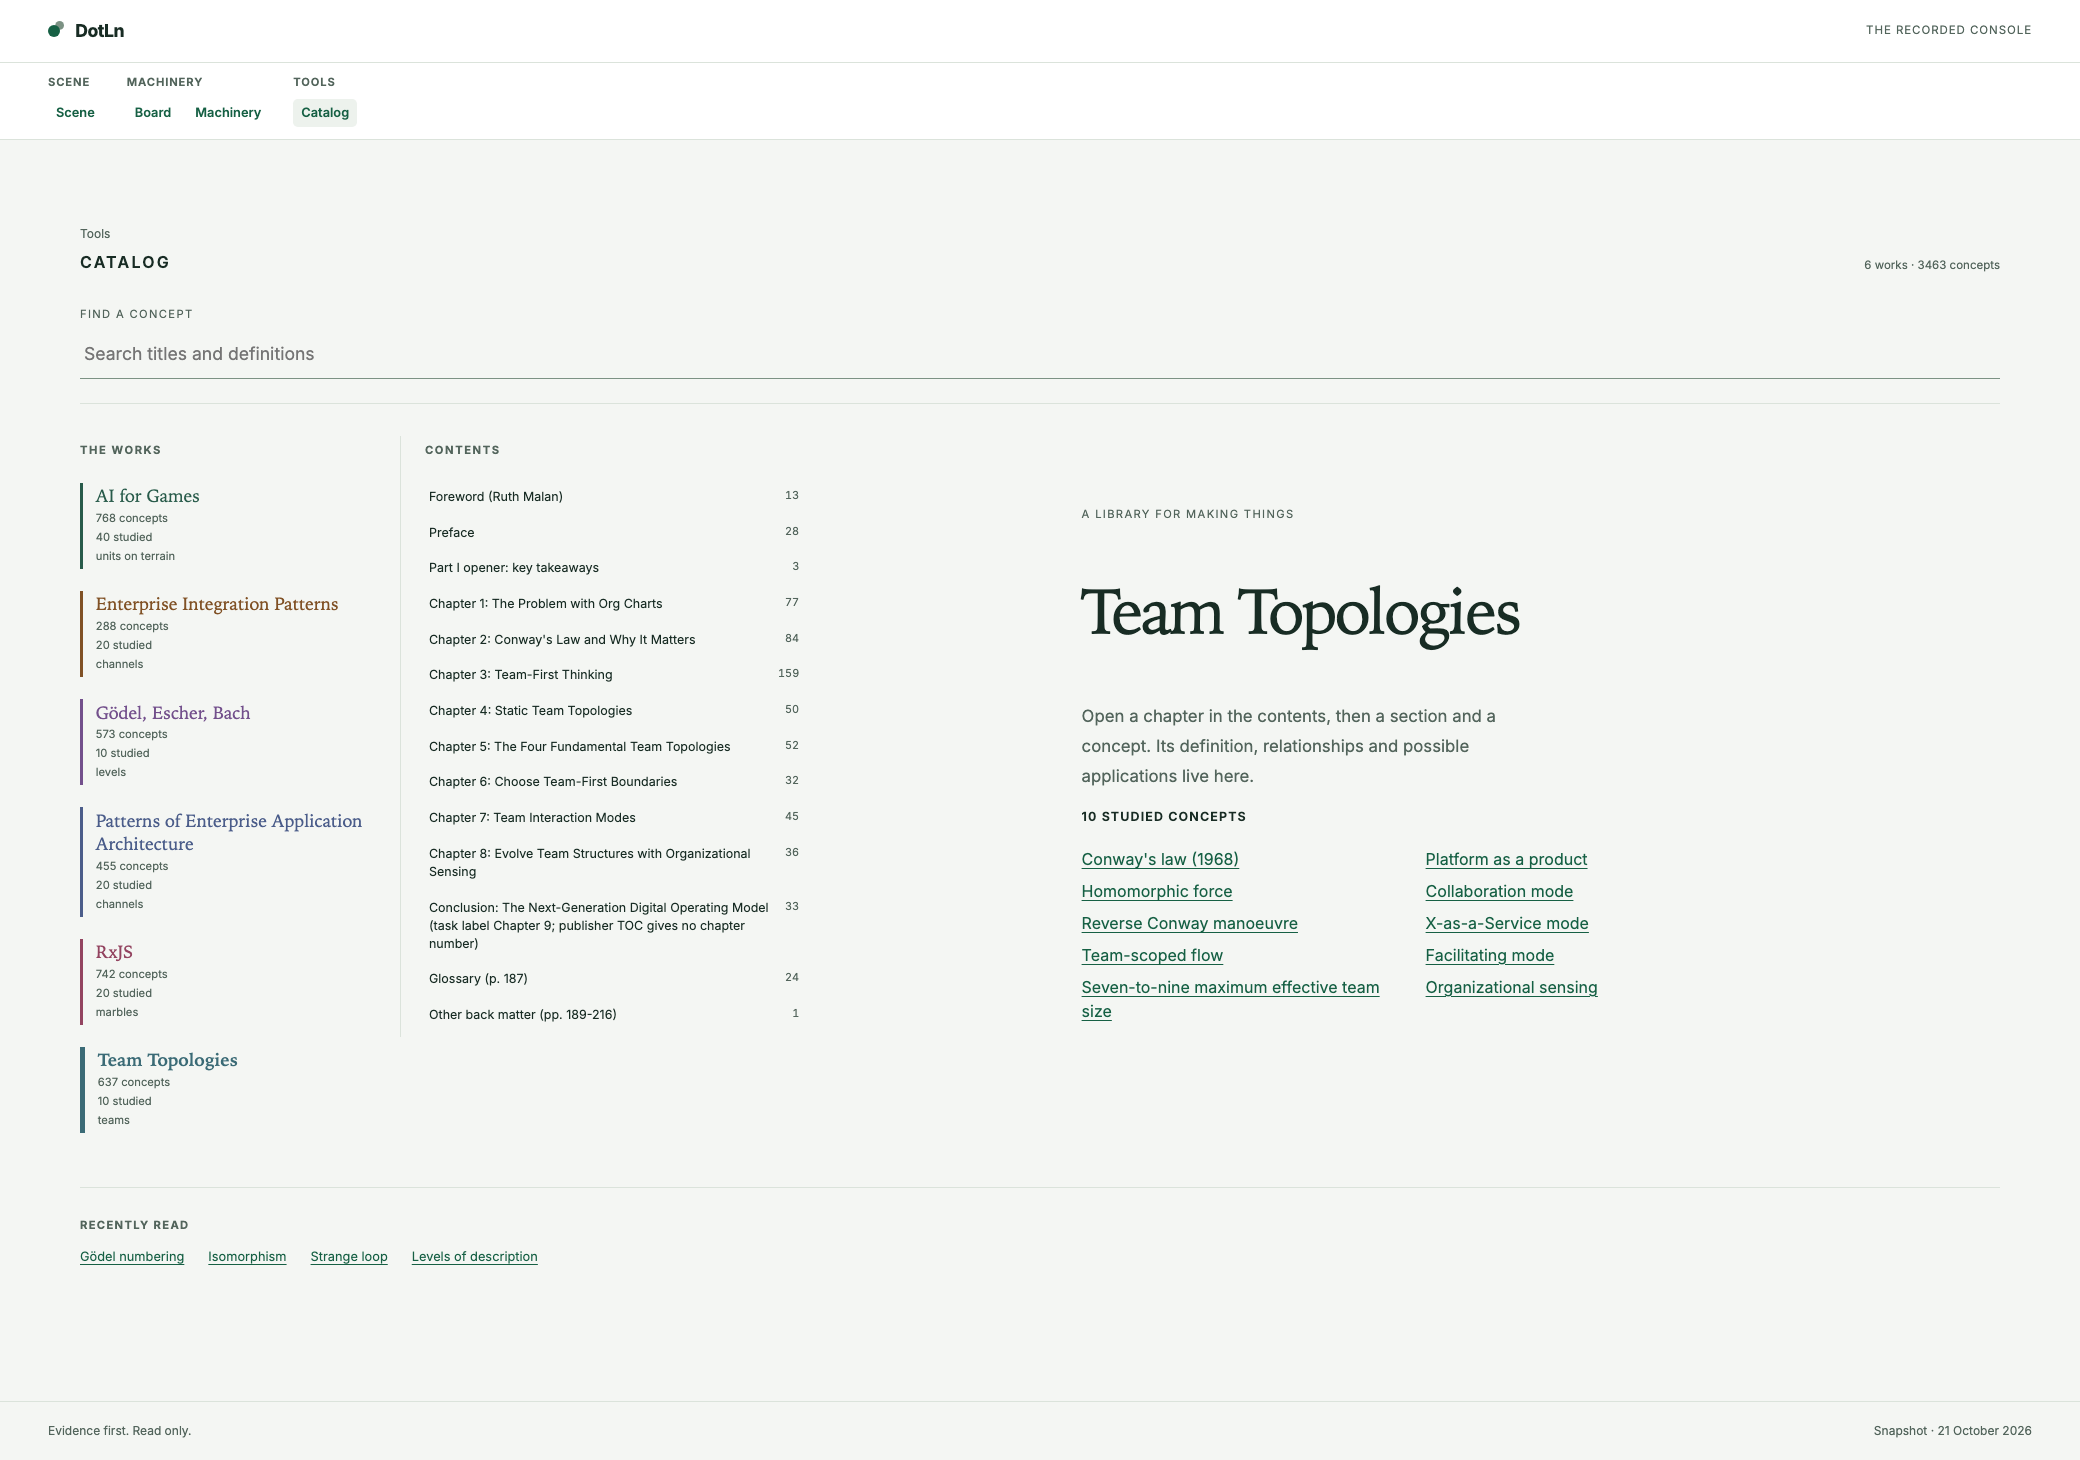 DotLn
THE RECORDED CONSOLE
SCENE
MACHINERY
TOOLS
Scene
Board
Machinery
Catalog
Tools
CATALOG
6 works · 3463 concepts
FIND A CONCEPT
Search titles and definitions
THE WORKS
AI for Games
768 concepts
40 studied
units on terrain
Enterprise Integration Patterns
288 concepts
20 studied
channels
Gödel, Escher, Bach
573 concepts
10 studied
levels
Patterns of Enterprise Application
Architecture
455 concepts
20 studied
channels
RxJS
742 concepts
20 studied
marbles
Team Topologies
637 concepts
10 studied
teams
CONTENTS
Foreword (Ruth Malan) 13
Preface 28
Part I opener: key takeaways 3
Chapter 1: The Problem with Org Charts 77
Chapter 2: Conway's Law and Why It Matters 84
Chapter 3: Team-First Thinking 159
Chapter 4: Static Team Topologies 50
Chapter 5: The Four Fundamental Team Topologies 52
Chapter 6: Choose Team-First Boundaries 32
Chapter 7: Team Interaction Modes 45
Chapter 8: Evolve Team Structures with Organizational 36
Sensing
Conclusion: The Next-Generation Digital Operating Model 33
(task label Chapter 9; publisher TOC gives no chapter
number)
Glossary (p. 187) 24
Other back matter (pp. 189-216) 1
A LIBRARY FOR MAKING THINGS
Team Topologies
Open a chapter in the contents, then a section and a
concept. Its definition, relationships and possible
applications live here.
10 STUDIED CONCEPTS
Conway's law (1968)
Homomorphic force
Reverse Conway manoeuvre
Team-scoped flow
Seven-to-nine maximum effective team
size
Platform as a product
Collaboration mode
X-as-a-Service mode
Facilitating mode
Organizational sensing
RECENTLY READ
Gödel numbering
Isomorphism
Strange loop
Levels of description
Evidence first. Read only.
Snapshot · 21 October 2026